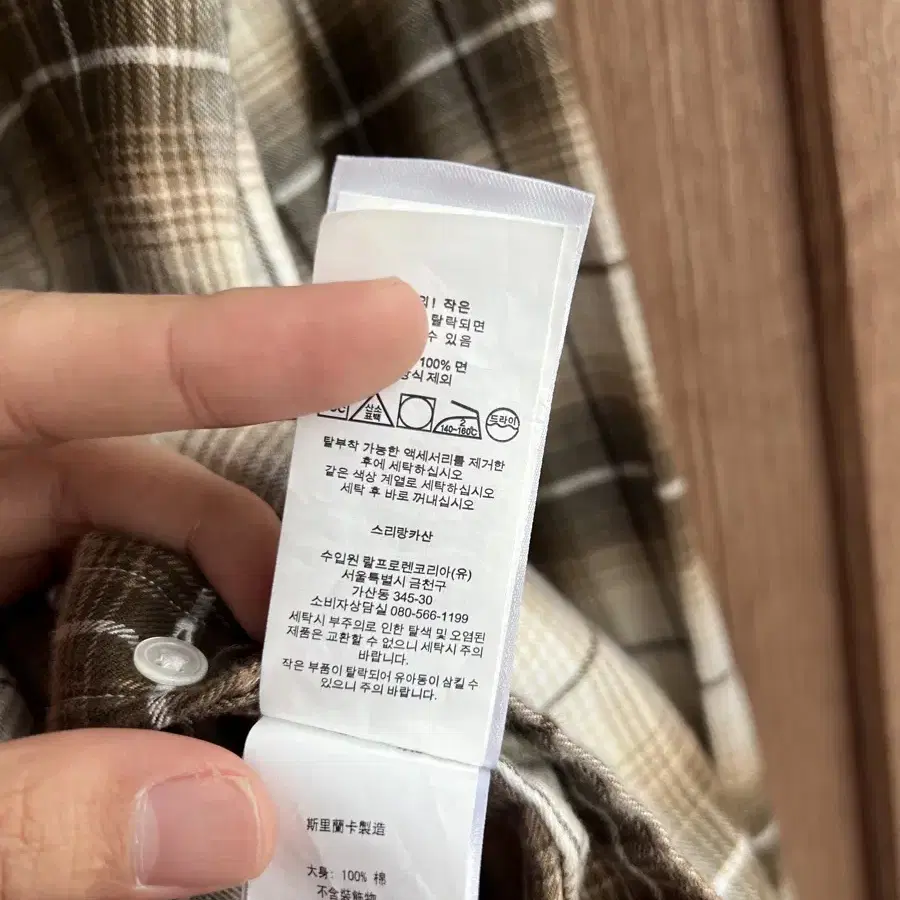 작은
탈락되면
수 있음
100% 면
제외
산소
표백
2
140~160℃
드라이
탈부착 가능한 액세서리를 제거한
후에 세탁하십시오
같은 색상 계열로 세탁하십시오
세탁 후 바로 꺼내십시오
스리랑카산
수입원 랄프로렌코리아(유)
서울특별시 금천구
가산동 345-30
소비자상담실 080-566-1199
세탁시 부주의로 인한 탈색 및 오염된
제품은 교환할 수 없으니 세탁시 주의
바랍니다.
작은 부품이 탈락되어 유아동이 삼킬 수
있으니 주의 바랍니다.
斯里蘭卡製造
大身: 100% 棉
不含裝飾物